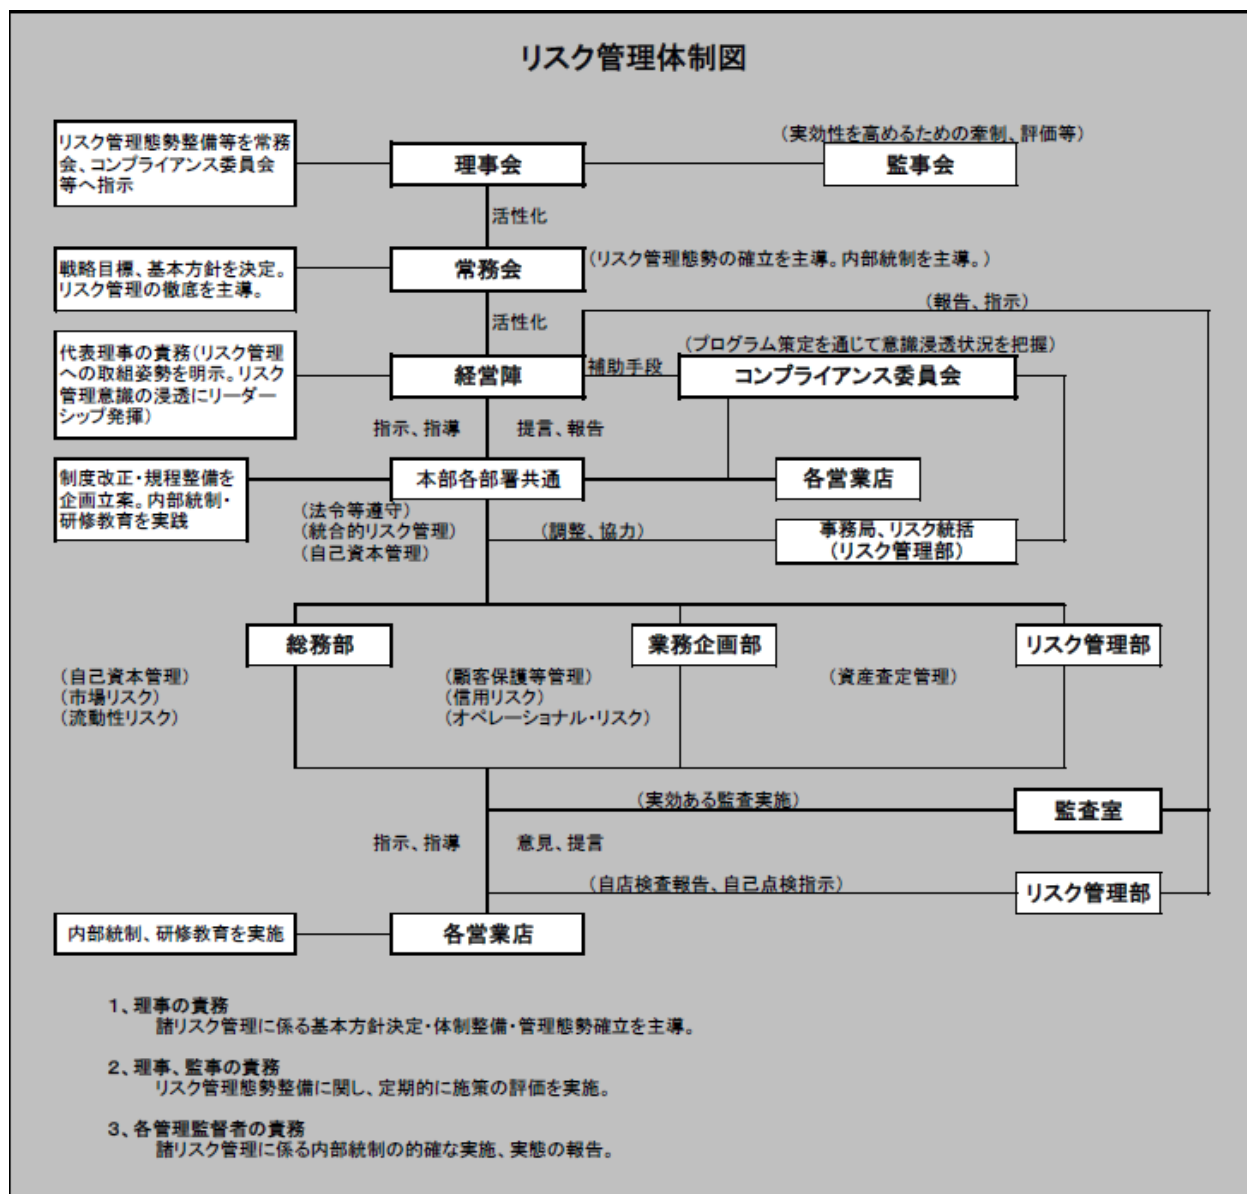 リスク管理体制図
リスク管理態勢整備等を常務
会、コンプライアンス委員会
等へ指示
理事会
(実効性を高めるための牽制、評価等)
監事会
活性化
戦略目標、基本方針を決定。
リスク管理の徹底を主導。
常務会
(リスク管理態勢の確立を主導。内部統制を主導。)
活性化
(報告、指示)
代表理事の責務(リスク管理
への取組姿勢を明示。リスク
管理意識の浸透にリーダー
シップ発揮)
経営陣
補助手段
(プログラム策定を通じて意識浸透状況を把握)
コンプライアンス委員会
指示、指導
提言、報告
制度改正・規程整備を
企画立案。内部統制・
研修教育を実践
本部各部署共通
各営業店
(法令等遵守)
(統合的リスク管理)
(自己資本管理)
(調整、協力)
事務局、リスク統括
(リスク管理部)
総務部
業務企画部
リスク管理部
(自己資本管理)
(市場リスク)
(流動性リスク)
(顧客保護等管理)
(信用リスク)
(オペレーショナル・リスク)
(資産査定管理)
(実効ある監査実施)
監査室
指示、指導
意見、提言
(自店検査報告、自己点検指示)
リスク管理部
内部統制、研修教育を実施
各営業店
1、理事の責務
諸リスク管理に係る基本方針決定・体制整備・管理態勢確立を主導。
2、理事、監事の責務
リスク管理態勢整備に関し、定期的に施策の評価を実施。
3、各管理監督者の責務
諸リスク管理に係る内部統制の的確な実施、実態の報告。